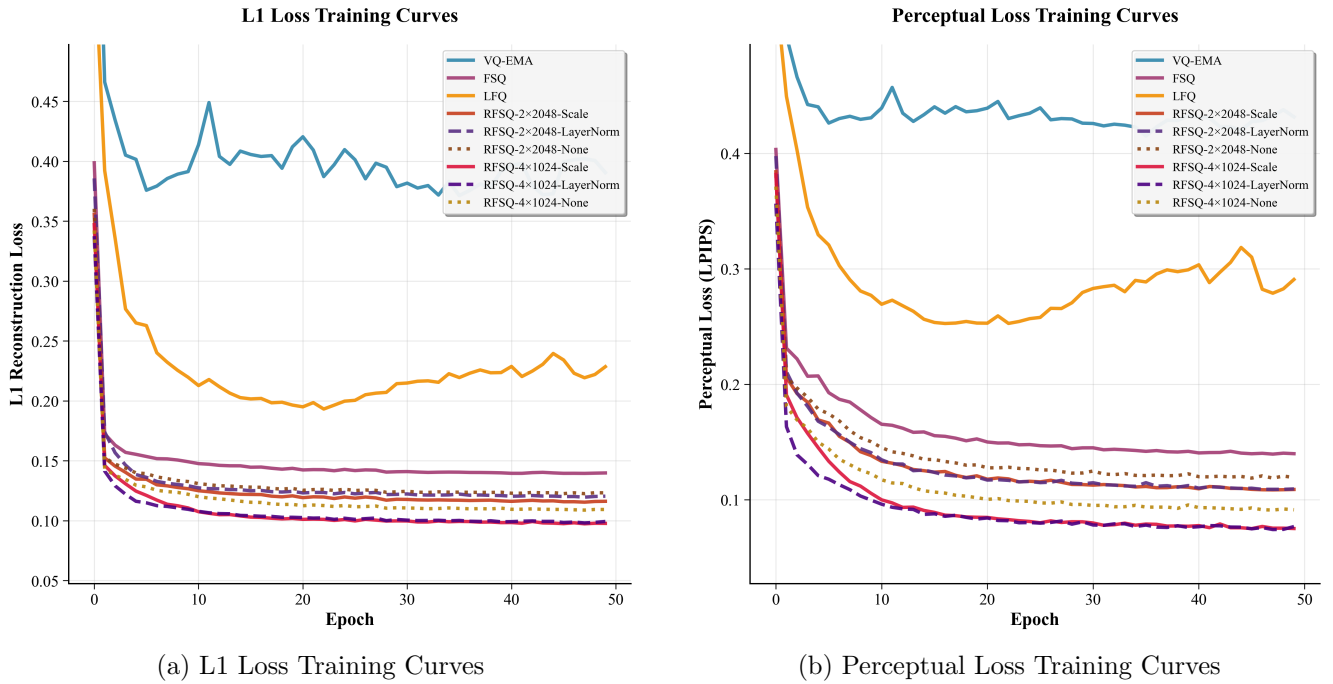 L1 Loss Training Curves
L1 Reconstruction Loss
0.45
0.40
0.35
0.30
0.25
0.20
0.15
0.10
0.05
VQ-EMA
FSQ
LFQ
RFSQ-2×2048-Scale
RFSQ-2×2048-LayerNorm
RFSQ-2×2048-None
RFSQ-4×1024-Scale
RFSQ-4×1024-LayerNorm
RFSQ-4×1024-None
0 10 20 30 40 50
Epoch
(a) L1 Loss Training Curves
Perceptual Loss Training Curves
Perceptual Loss (LPIPS)
0.4
0.3
0.2
0.1
VQ-EMA
FSQ
LFQ
RFSQ-2×2048-Scale
RFSQ-2×2048-LayerNorm
RFSQ-2×2048-None
RFSQ-4×1024-Scale
RFSQ-4×1024-LayerNorm
RFSQ-4×1024-None
0 10 20 30 40 50
Epoch
(b) Perceptual Loss Training Curves